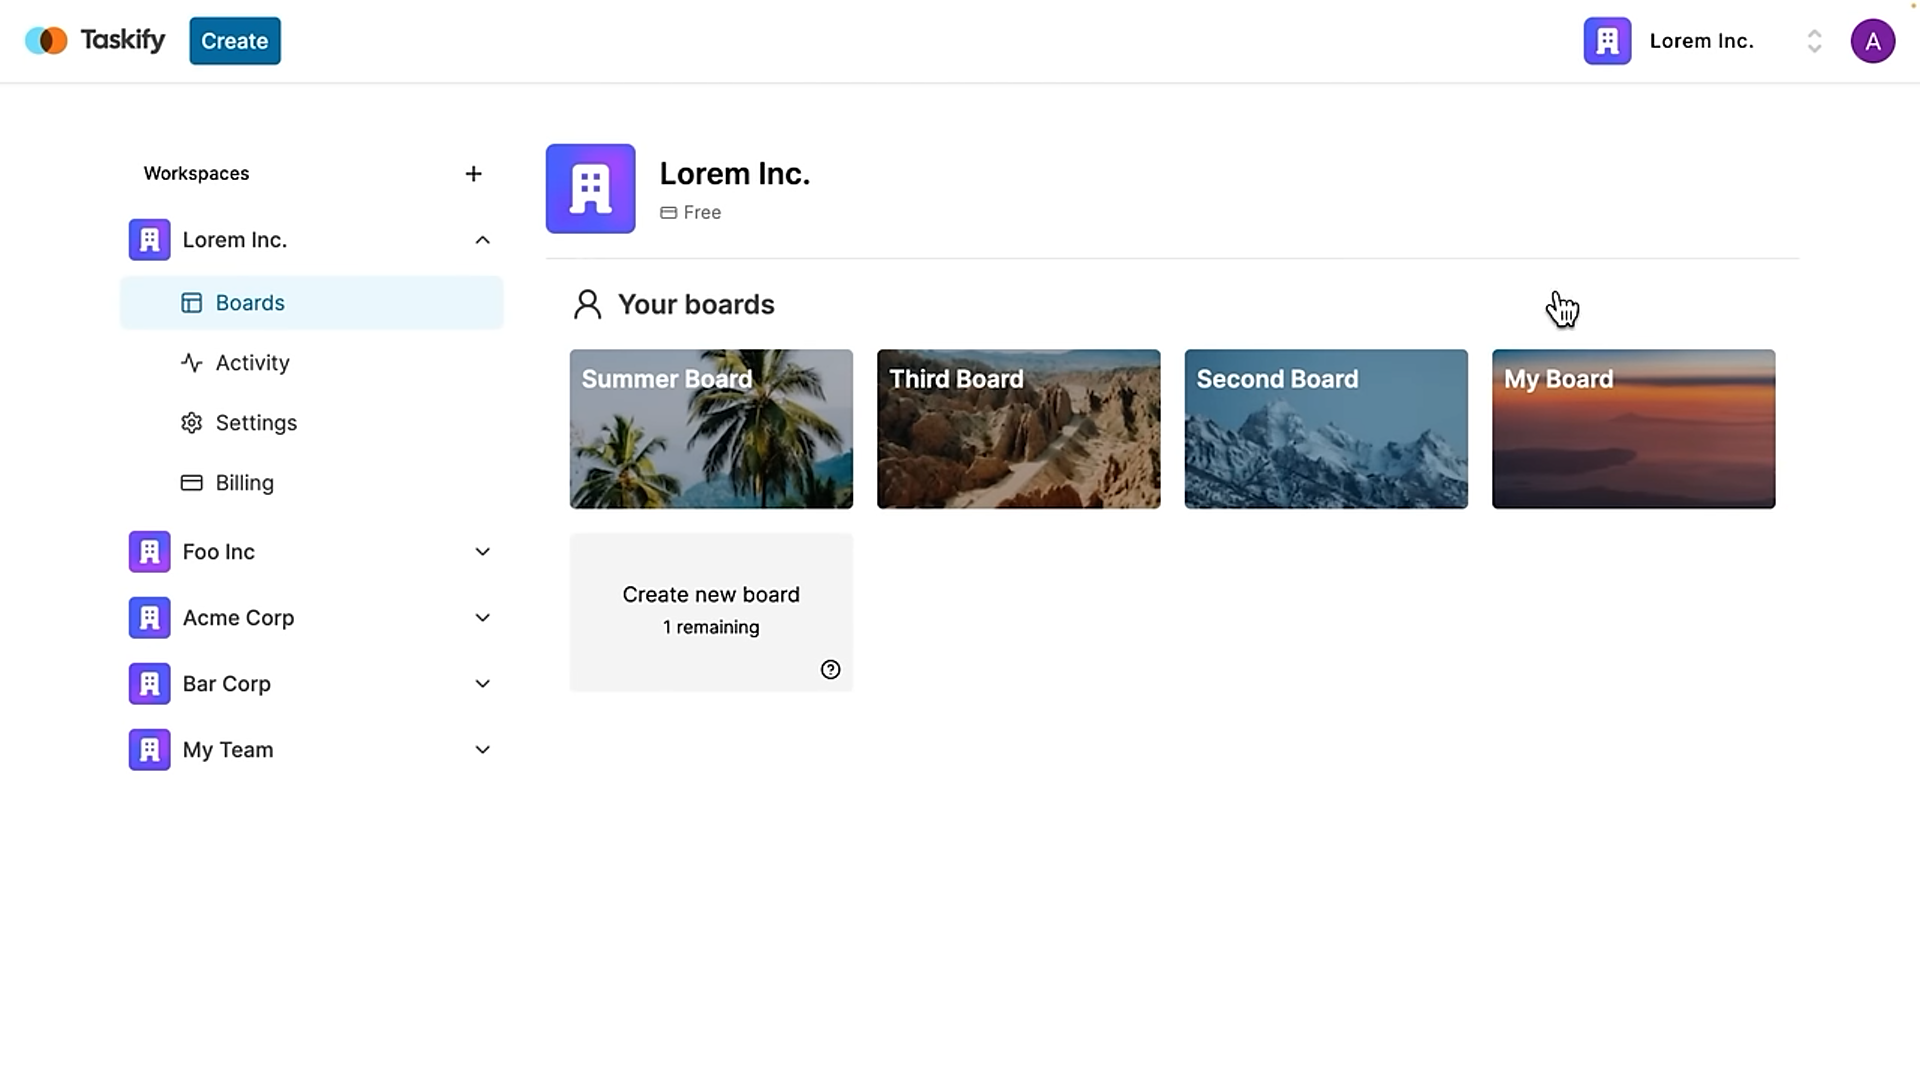 Taskify
Create
Lorem Inc.
A
Workspaces
Lorem Inc.
Boards
Activity
Settings
Billing
Foo Inc
Acme Corp
Bar Corp
My Team
Lorem Inc.
Free
Your boards
Summer Board
Third Board
Second Board
My Board
Create new board
1 remaining